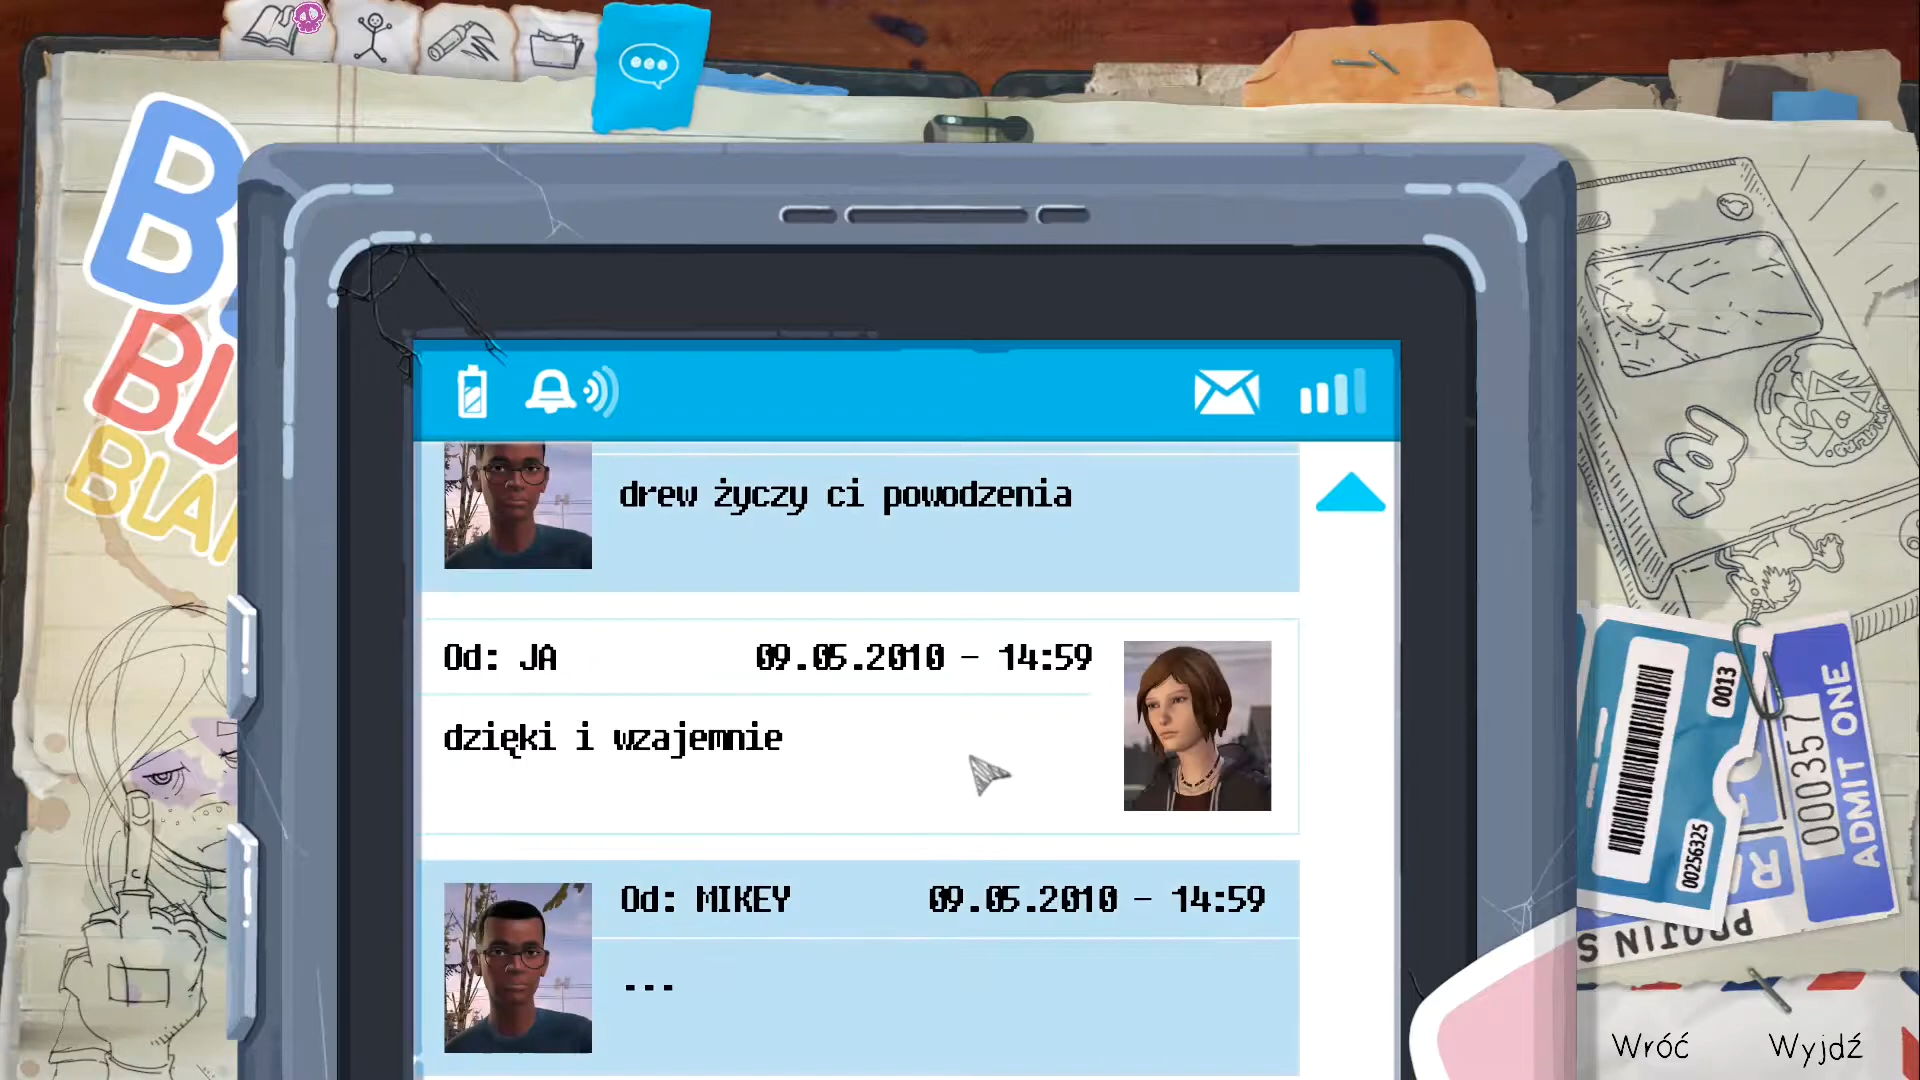 drew życzy ci powodzenia
Od: JA 09.05.2010 - 14:59
dzięki i wzajemnie
Od: MIKEY 09.05.2010 - 14:59
---
0013
00256325
000357
ADMIT ONE
Wróć
Wyjdź